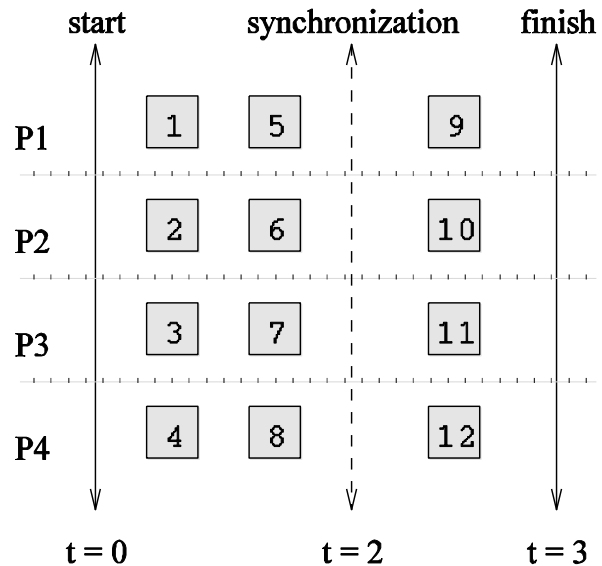 start synchronization finish
P1 1 5 9
P2 2 6 10
P3 3 7 11
P4 4 8 12
t = 0 t = 2 t = 3